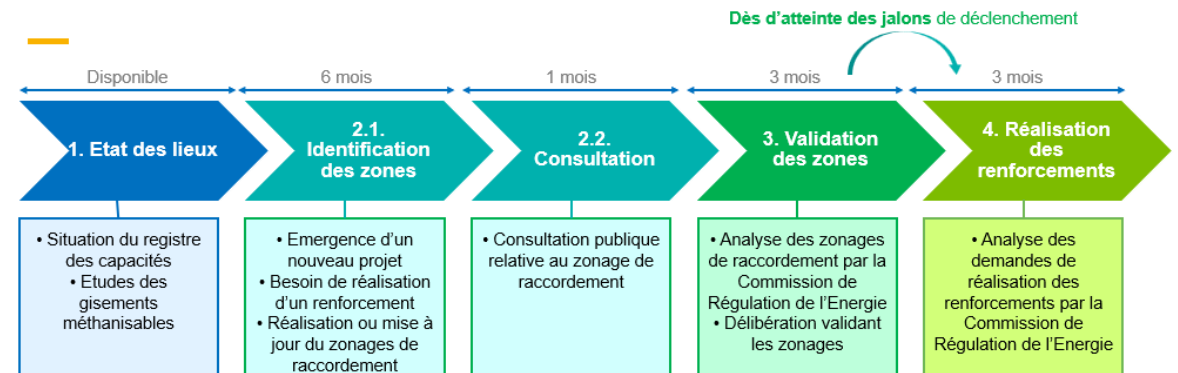 Dès d'atteinte des jalons de déclenchement
Disponible
6 mois
1 mois
3 mois
3 mois
1. Etat des lieux
2.1.
Identification
des zones
2.2.
Consultation
3. Validation
des zones
4. Réalisation
des
renforcements
• Situation du registre
des capacités
• Etudes des
gisements
méthanisables
• Emergence d'un
nouveau projet
• Besoin de réalisation
d'un renforcement
• Réalisation ou mise à
jour du zonages de
raccordement
• Consultation publique
relative au zonage de
raccordement
• Analyse des zonages
de raccordement par la
Commission de
Régulation de l'Energie
• Délibération validant
les zonages
• Analyse des
demandes de
réalisation des
renforcements par la
Commission de
Régulation de l'Energie